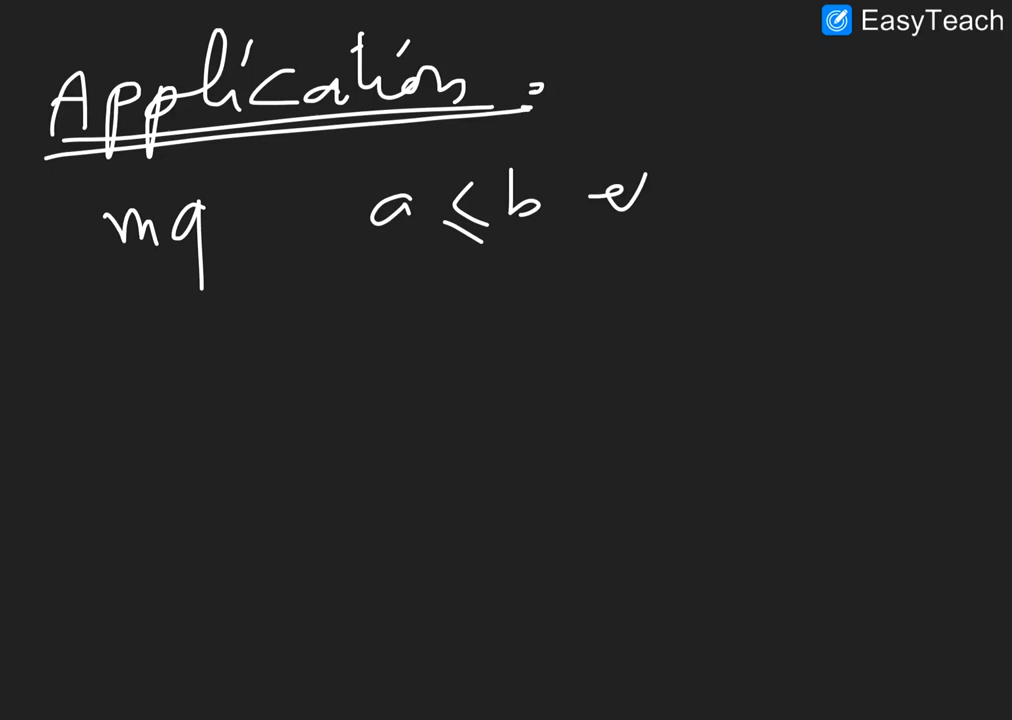 EasyTeach
Application :
mq a ≤ b